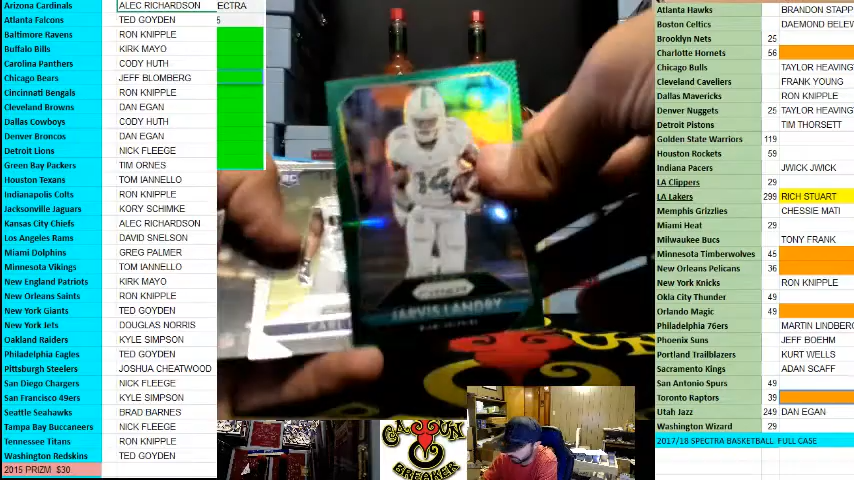 Arizona Cardinals ALEC RICHARDSON ECTRA
Atlanta Falcons TED GOYDEN
Baltimore Ravens RON KNIPPLE
Buffalo Bills KIRK MAYO
Carolina Panthers CODY HUTH
Chicago Bears JEFF BLOMBERG
Cincinnati Bengals RON KNIPPLE
Cleveland Browns DAN EGAN
Dallas Cowboys CODY HUTH
Denver Broncos DAN EGAN
Detroit Lions NICK FLEEGE
Green Bay Packers TIM ORNES
Houston Texans TOM IANNELLO
Indianapolis Colts RON KNIPPLE
Jacksonville Jaguars KORY SCHIMKE
Kansas City Chiefs ALEC RICHARDSON
Los Angeles Rams DAVID SNELSON
Miami Dolphins GREG PALMER
Minnesota Vikings TOM IANNELLO
New England Patriots KIRK MAYO
New Orleans Saints RON KNIPPLE
New York Giants TED GOYDEN
New York Jets DOUGLAS NORRIS
Oakland Raiders KYLE SIMPSON
Philadelphia Eagles TED GOYDEN
Pittsburgh Steelers JOSHUA CHEATWOOD
San Diego Chargers NICK FLEEGE
San Francisco 49ers KYLE SIMPSON
Seattle Seahawks BRAD BARNES
Tampa Bay Buccaneers NICK FLEEGE
Tennessee Titans RON KNIPPLE
Washington Redskins TED GOYDEN
2015 PRIZM $30
14
PRIZM
JARVIS LANDRY
RC
CAJUN
BREAKER
Atlanta Hawks BRANDON STAPP
Boston Celtics DAEMOND BELEW
Brooklyn Nets 25
Charlotte Hornets 56
Chicago Bulls TAYLOR HEAVING
Cleveland Caveliers FRANK YOUNG
Dallas Mavericks RON KNIPPLE
Denver Nuggets 25 TAYLOR HEAVING
Detroit Pistons TIM THORSETT
Golden State Warriors 119
Houston Rockets 59
Indiana Pacers JWICK JWICK
LA Clippers 29
LA Lakers 299 RICH STUART
Memphis Grizzlies CHESSIE MATI
Miami Heat 29
Milwaukee Bucs TONY FRANK
Minnesota Timberwolves 45
New Orleans Pelicans 36
New York Knicks RON KNIPPLE
Okla City Thunder 49
Orlando Magic 49
Philadelphia 76ers MARTIN LINDBERG
Phoenix Suns JEFF BOEHM
Portland Trailblazers KURT WELLS
Sacramento Kings ADAN SCAFF
San Antonio Spurs 49
Toronto Raptors 39
Utah Jazz 249 DAN EGAN
Washington Wizard 29
2017/18 SPECTRA BASKETBALL FULL CASE